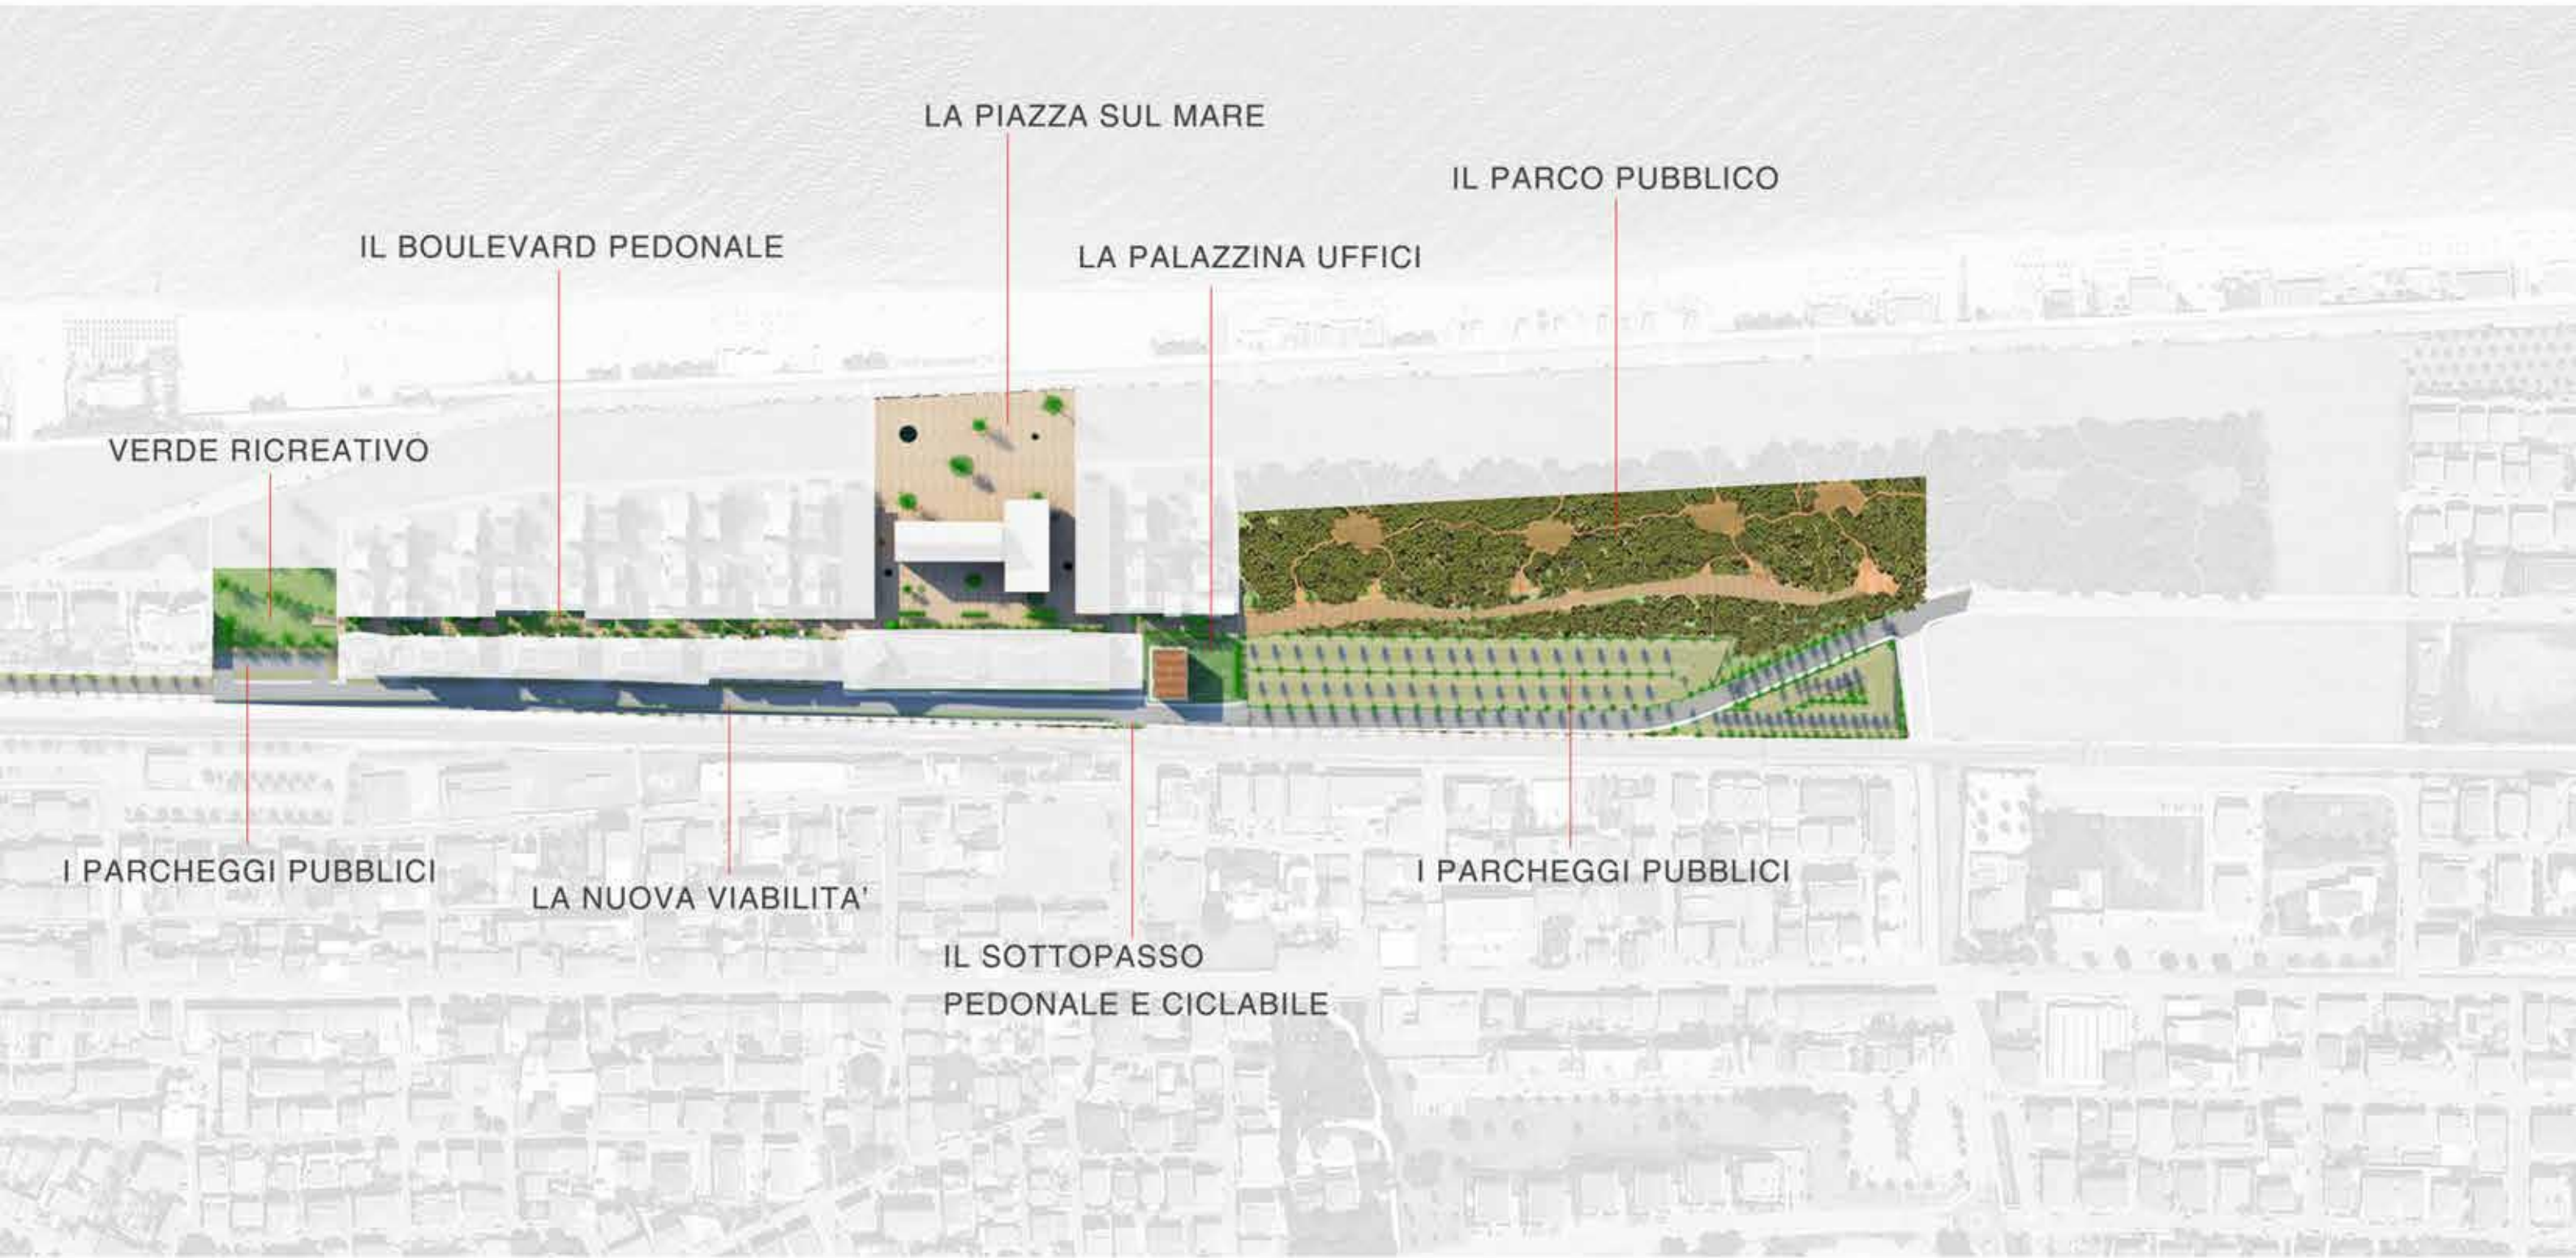 LA PIAZZA SUL MARE
IL PARCO PUBBLICO
IL BOULEVARD PEDONALE
LA PALAZZINA UFFICI
VERDE RICREATIVO
I PARCHEGGI PUBBLICI
LA NUOVA VIABILITA'
I PARCHEGGI PUBBLICI
IL SOTTOPASSO
PEDONALE E CICLABILE